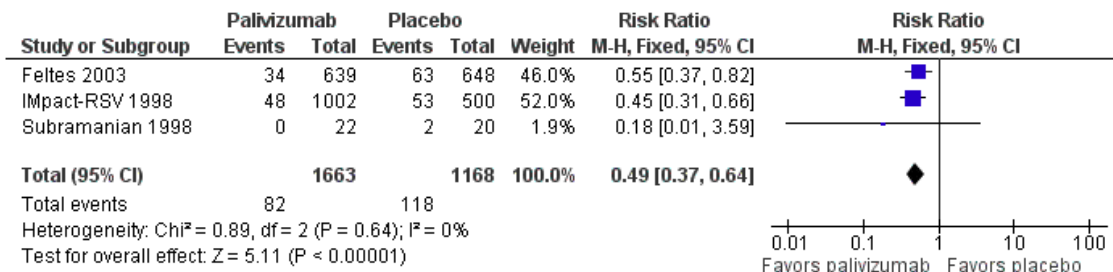 Palivizumab Placebo Risk Ratio Risk Ratio
Study or Subgroup Events Total Events Total Weight M-H, Fixed, 95% CI M-H, Fixed, 95% CI
Feltes 2003 34 639 63 648 46.0% 0.55 [0.37, 0.82]
IMpact-RSV 1998 48 1002 53 500 52.0% 0.45 [0.31, 0.66]
Subramanian 1998 0 22 2 20 1.9% 0.18 [0.01, 3.59]
Total (95% CI) 1663 1168 100.0% 0.49 [0.37, 0.64]
Total events 82 118
Heterogeneity: Chi² = 0.89, df = 2 (P = 0.64); I² = 0%
Test for overall effect: Z = 5.11 (P < 0.00001)
0.01 0.1 1 10 100
Favors palivizumab Favors placebo